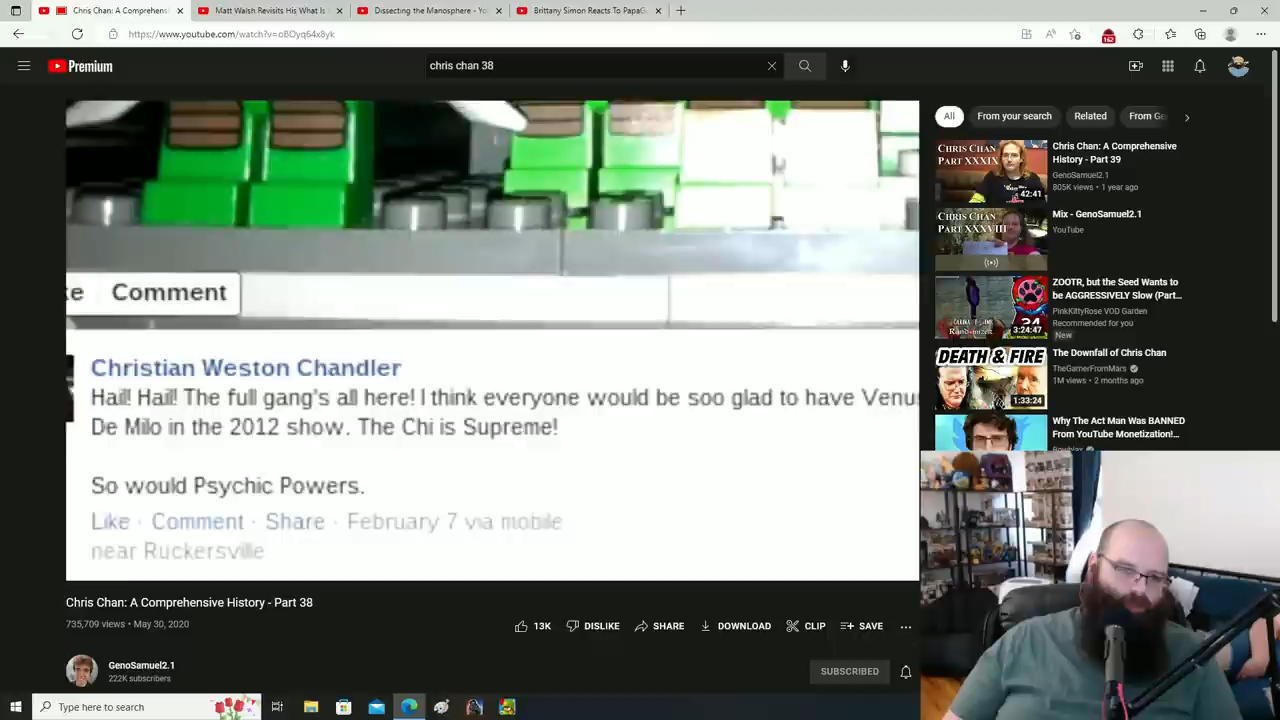 Chris Chan: A Comprehensi
Matt Walsh Revisits His What Is
Dissecting the Manosphere - Yo
Brittany Simon Reacts To PapaG
https://www.youtube.com/watch?v=oBOyq64x8yk
162
Premium
chris chan 38
Comment
Christian Weston Chandler
Hail! Hail! The full gang's all here! I think everyone would be soo glad to have Venu
De Milo in the 2012 show. The Chi is Supreme!
So would Psychic Powers.
Like · Comment · Share · February 7 via mobile
near Ruckersville
Chris Chan: A Comprehensive History - Part 38
735,709 views • May 30, 2020
13K
DISLIKE
SHARE
DOWNLOAD
CLIP
SAVE
GenoSamuel2.1
222K subscribers
SUBSCRIBED
All
From your search
Related
From Ge
CHRIS CHAN
PART XXXIX
42:41
Chris Chan: A Comprehensive
History - Part 39
GenoSamuel2.1
805K views • 1 year ago
CHRIS CHAN
PART XXXVIII
Mix - GenoSamuel2.1
YouTube
34
Randomizer
3:24:47
ZOOTR, but the Seed Wants to
be AGGRESSIVELY Slow (Part...
PinkKittyRose VOD Garden
Recommended for you
New
DEATH & FIRE
1:33:24
The Downfall of Chris Chan
TheGamerFromMars
1M views • 2 months ago
Why The Act Man Was BANNED
From YouTube Monetization!...
Type here to search